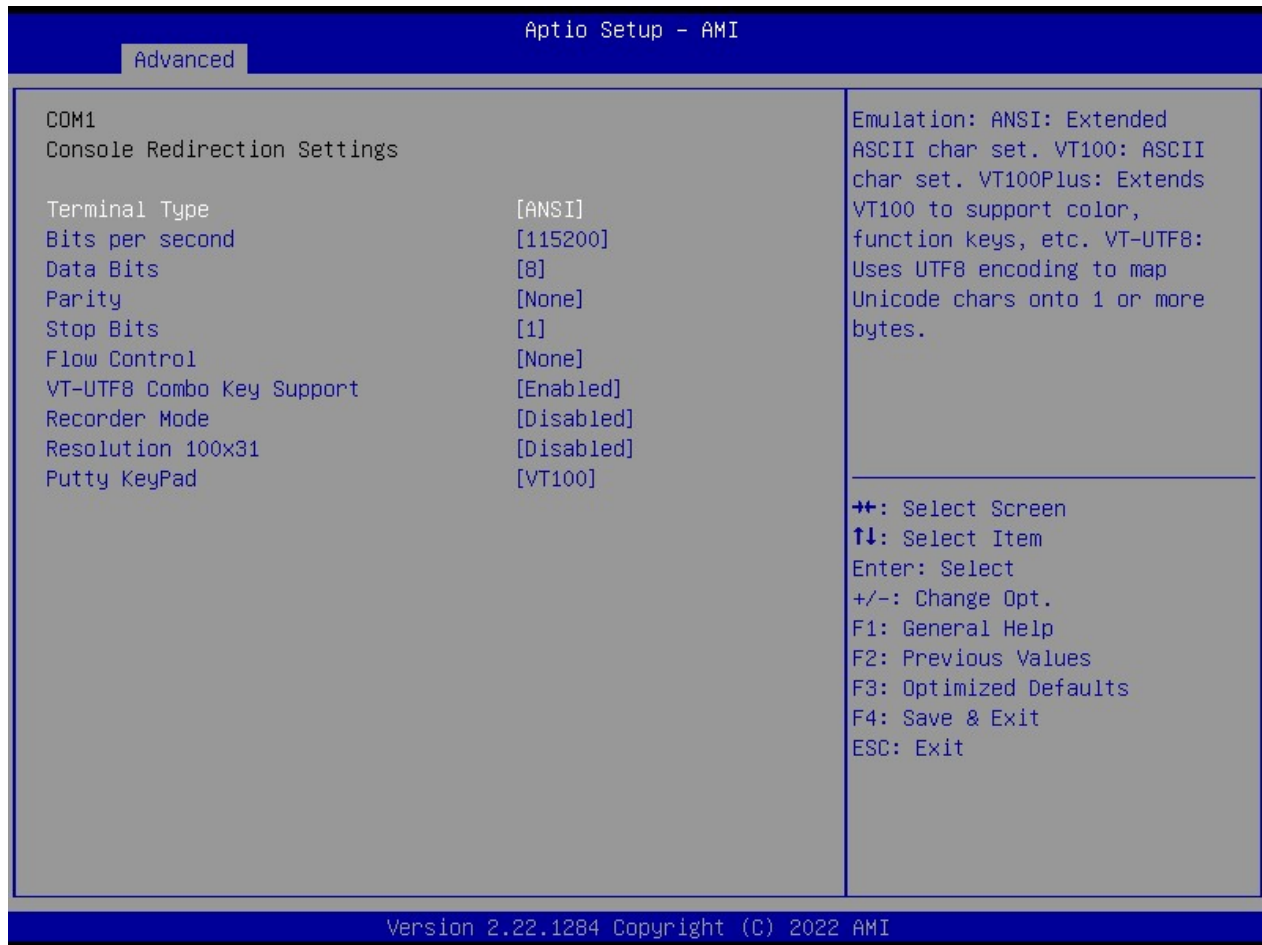 Aptio Setup – AMI
Advanced
COM1
Console Redirection Settings
Terminal Type [ANSI]
Bits per second [115200]
Data Bits [8]
Parity [None]
Stop Bits [1]
Flow Control [None]
VT-UTF8 Combo Key Support [Enabled]
Recorder Mode [Disabled]
Resolution 100x31 [Disabled]
Putty KeyPad [VT100]
Emulation: ANSI: Extended
ASCII char set. VT100: ASCII
char set. VT100Plus: Extends
VT100 to support color,
function keys, etc. VT-UTF8:
Uses UTF8 encoding to map
Unicode chars onto 1 or more
bytes.
→←: Select Screen
↑↓: Select Item
Enter: Select
+/-: Change Opt.
F1: General Help
F2: Previous Values
F3: Optimized Defaults
F4: Save & Exit
ESC: Exit
Version 2.22.1284 Copyright (C) 2022 AMI